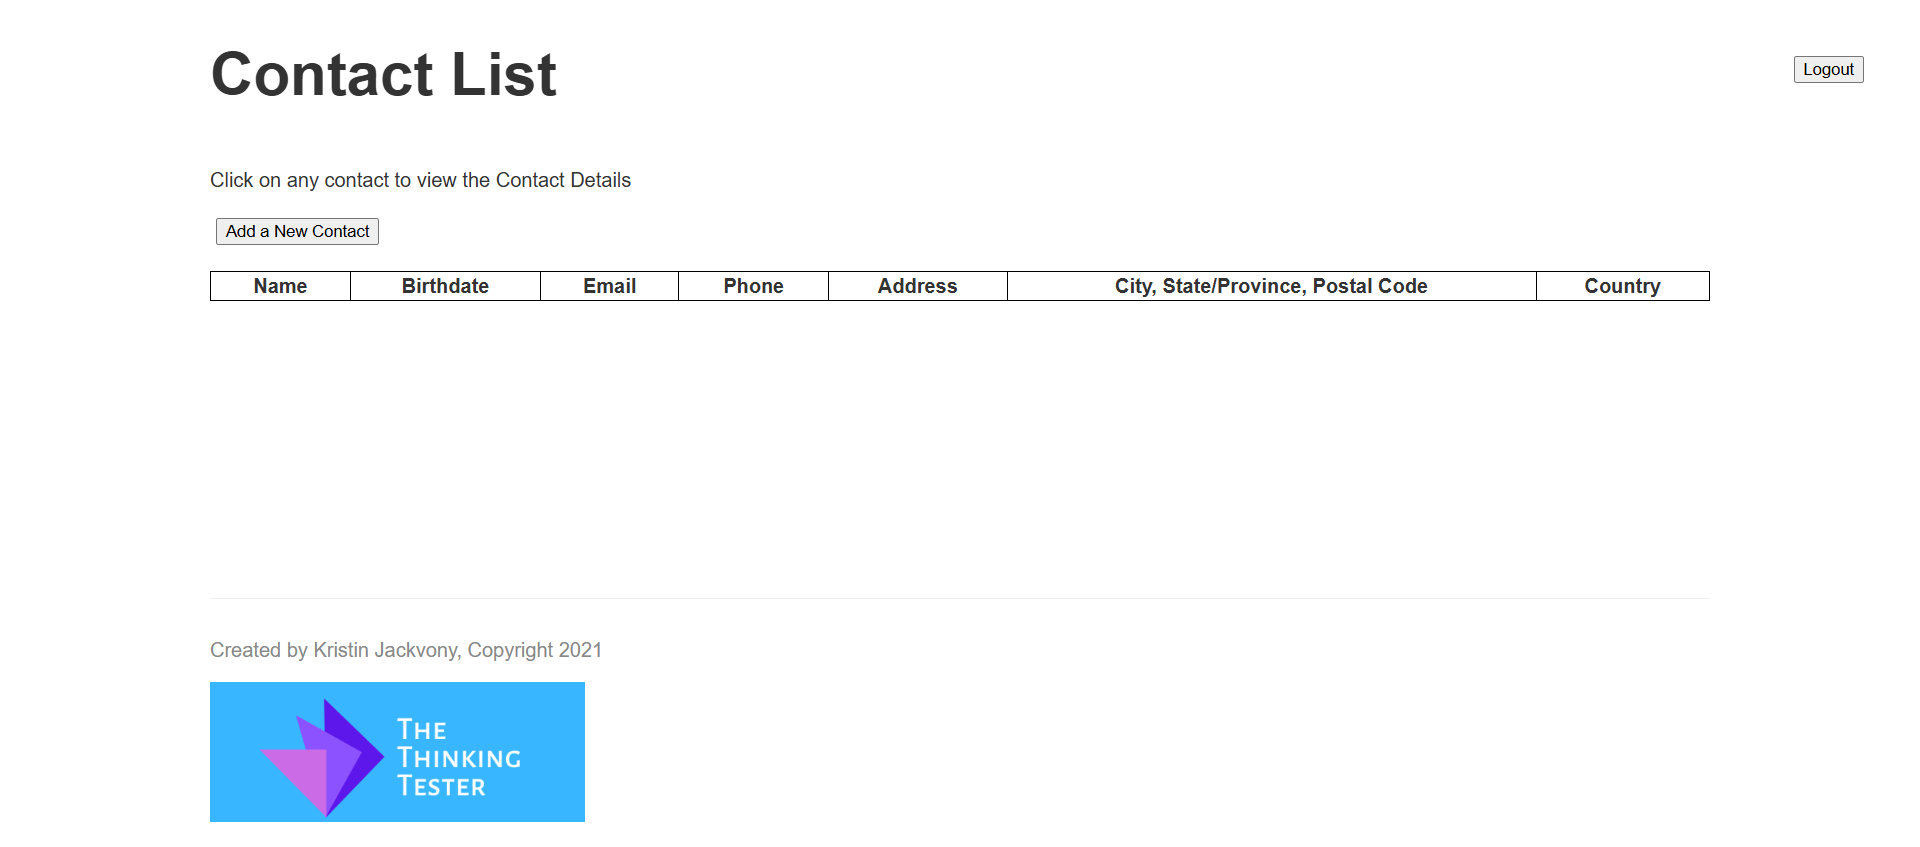 Contact List
Logout
Click on any contact to view the Contact Details
Add a New Contact
Name Birthdate Email Phone Address City, State/Province, Postal Code Country
Created by Kristin Jackvony, Copyright 2021
THE
THINKING
TESTER